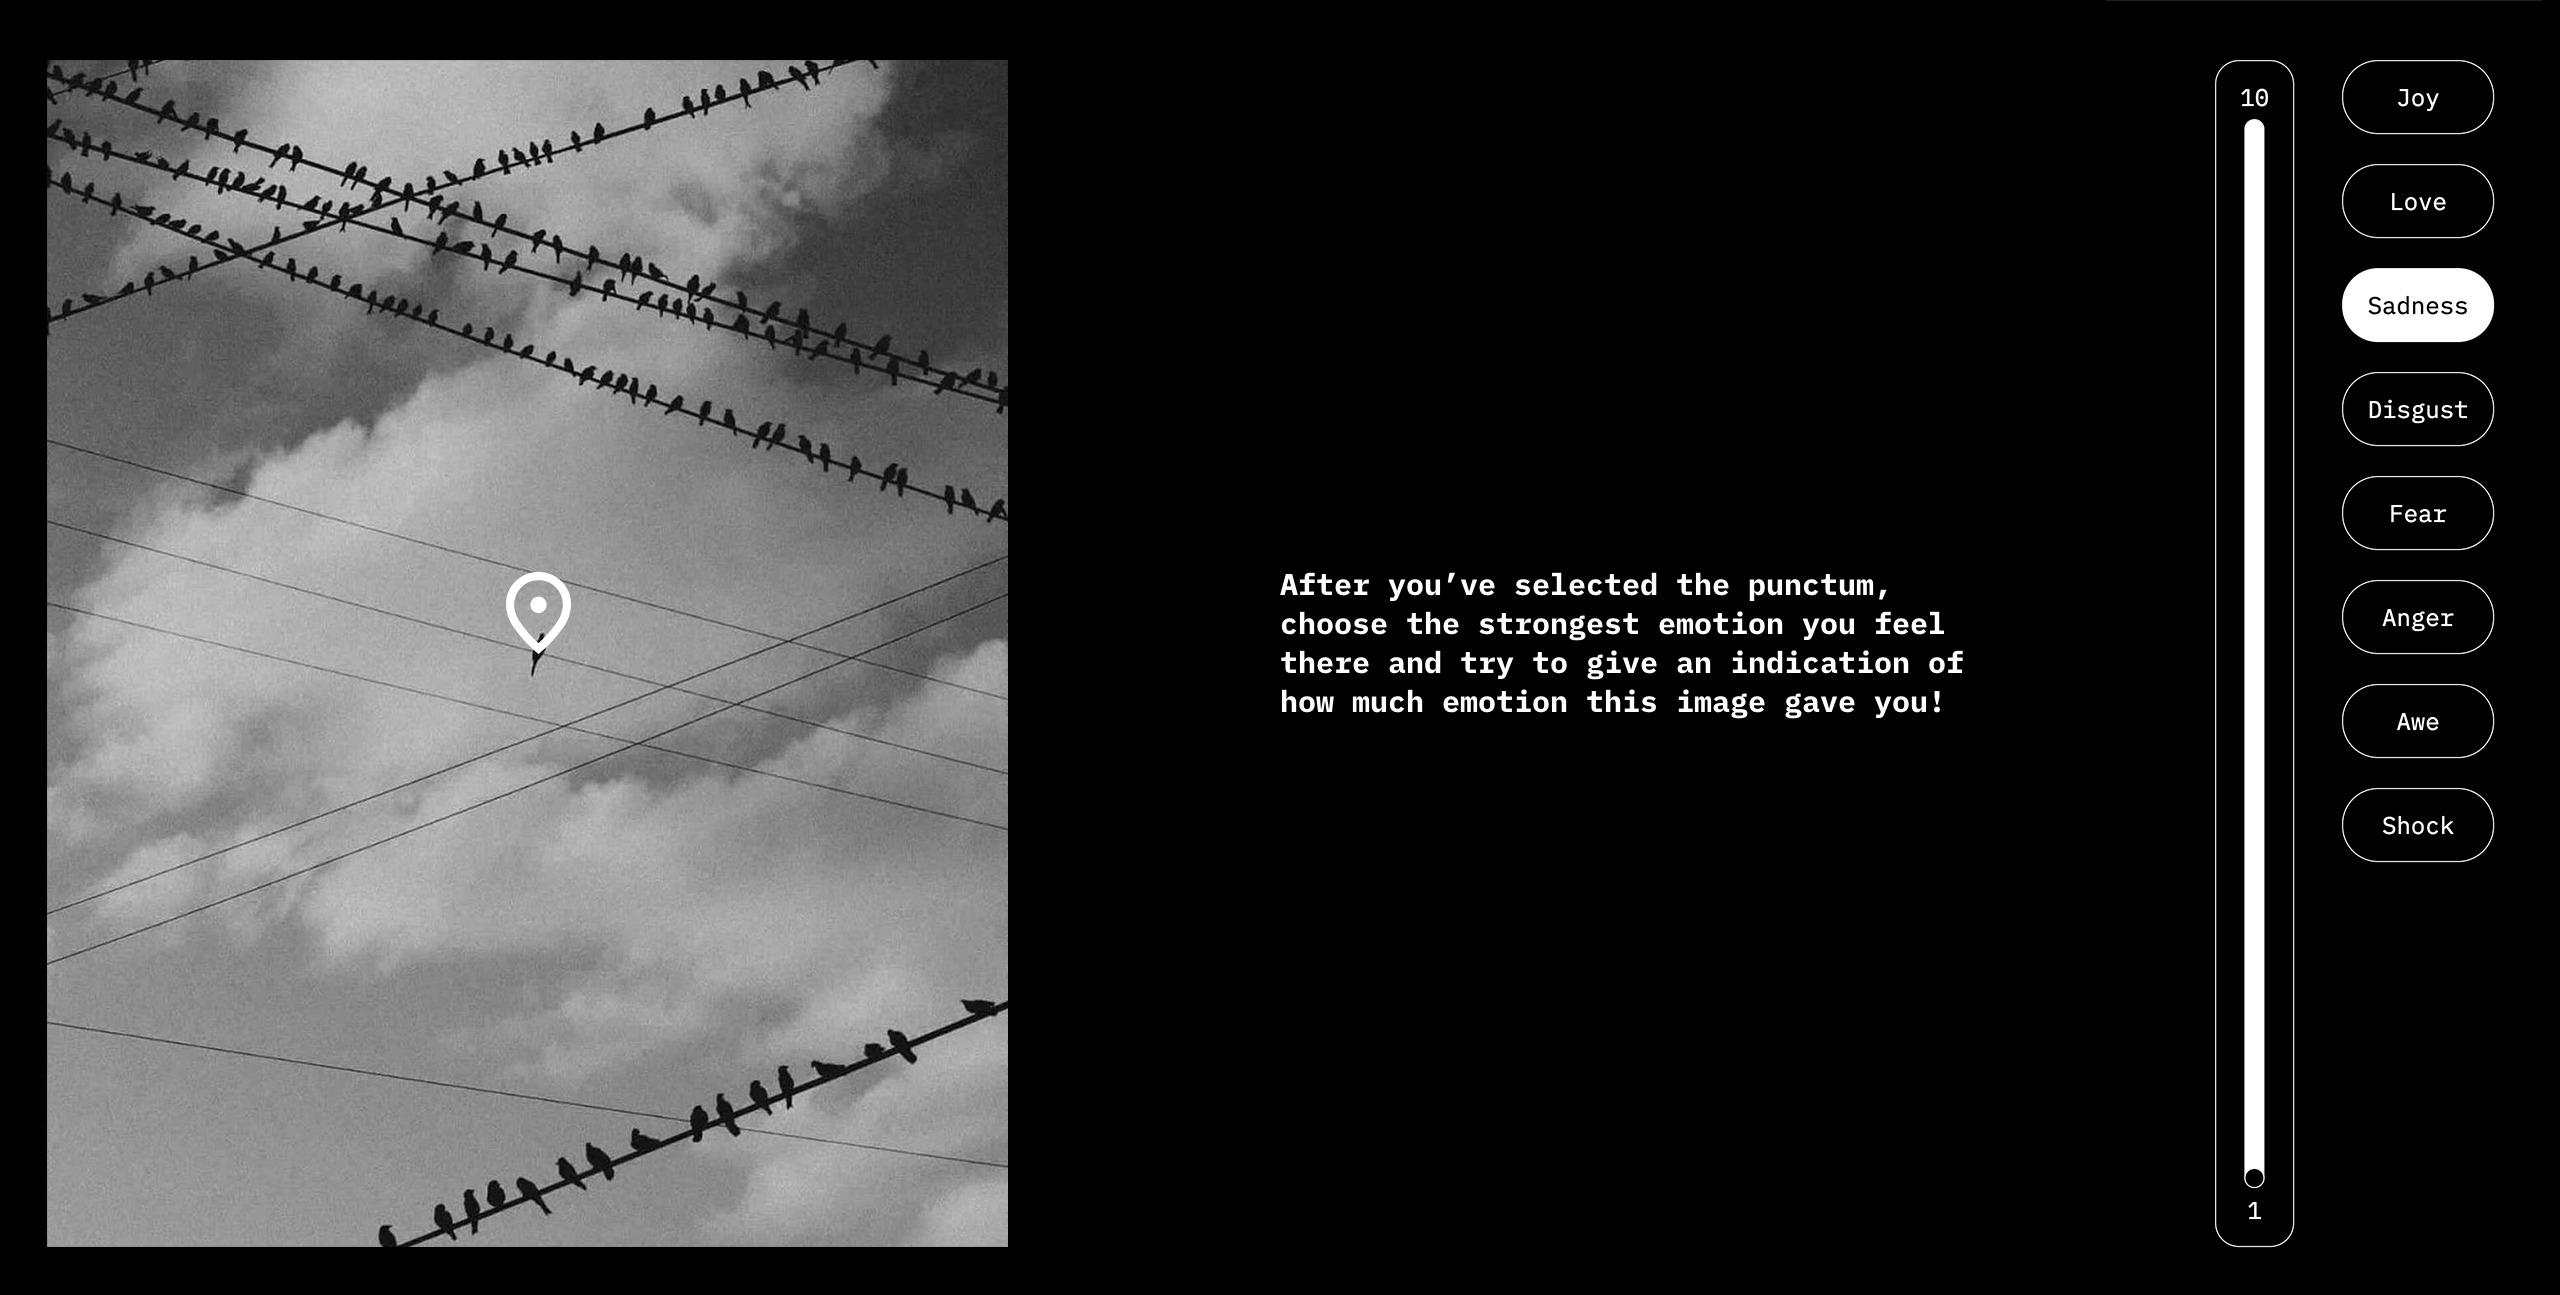 After you’ve selected the punctum,
choose the strongest emotion you feel
there and try to give an indication of
how much emotion this image gave you!
10
1
Joy
Love
Sadness
Disgust
Fear
Anger
Awe
Shock